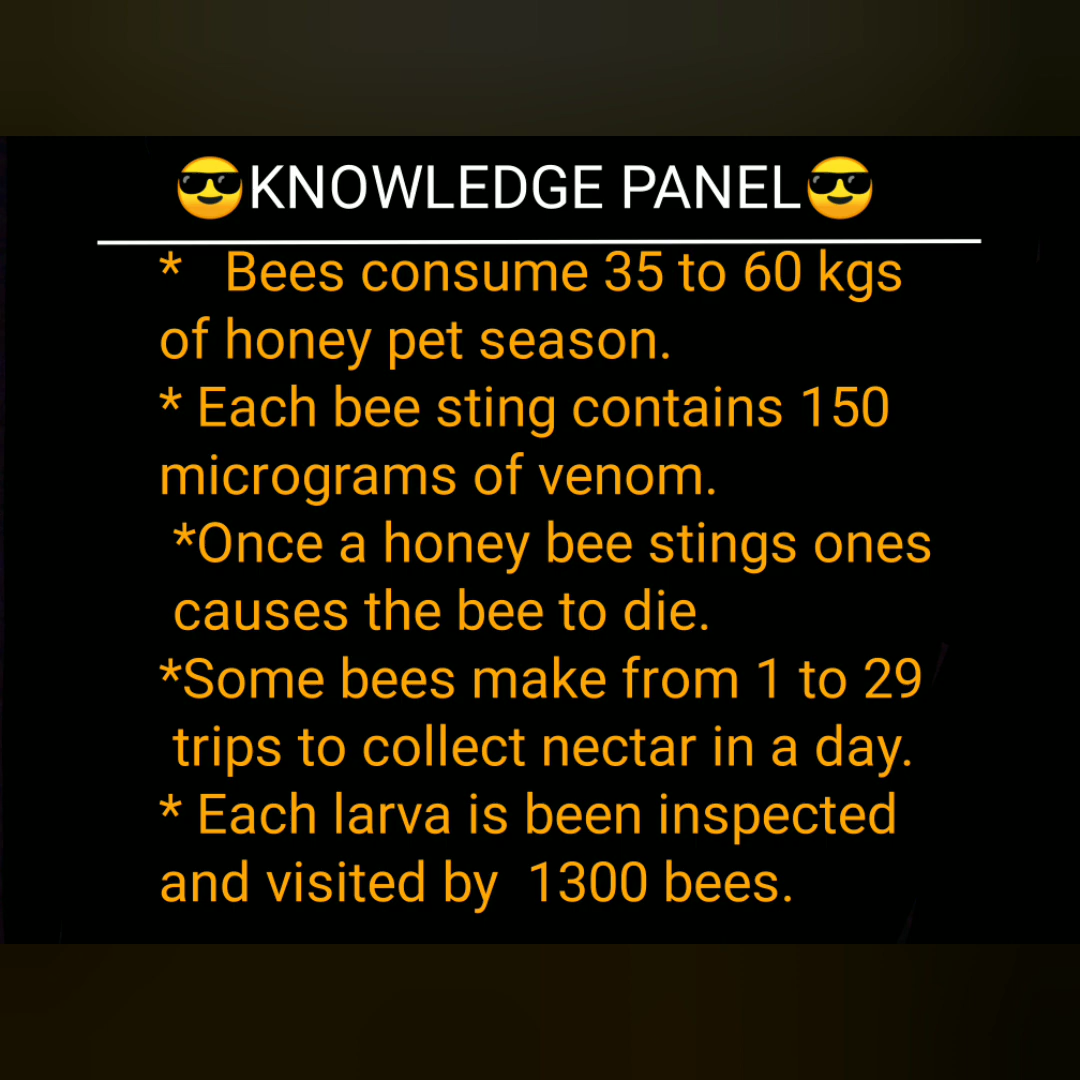 😎KNOWLEDGE PANEL😎
*   Bees consume 35 to 60 kgs
of honey pet season.
* Each bee sting contains 150
micrograms of venom.
*Once a honey bee stings ones
causes the bee to die.
*Some bees make from 1 to 29
trips to collect nectar in a day.
* Each larva is been inspected
and visited by  1300 bees.